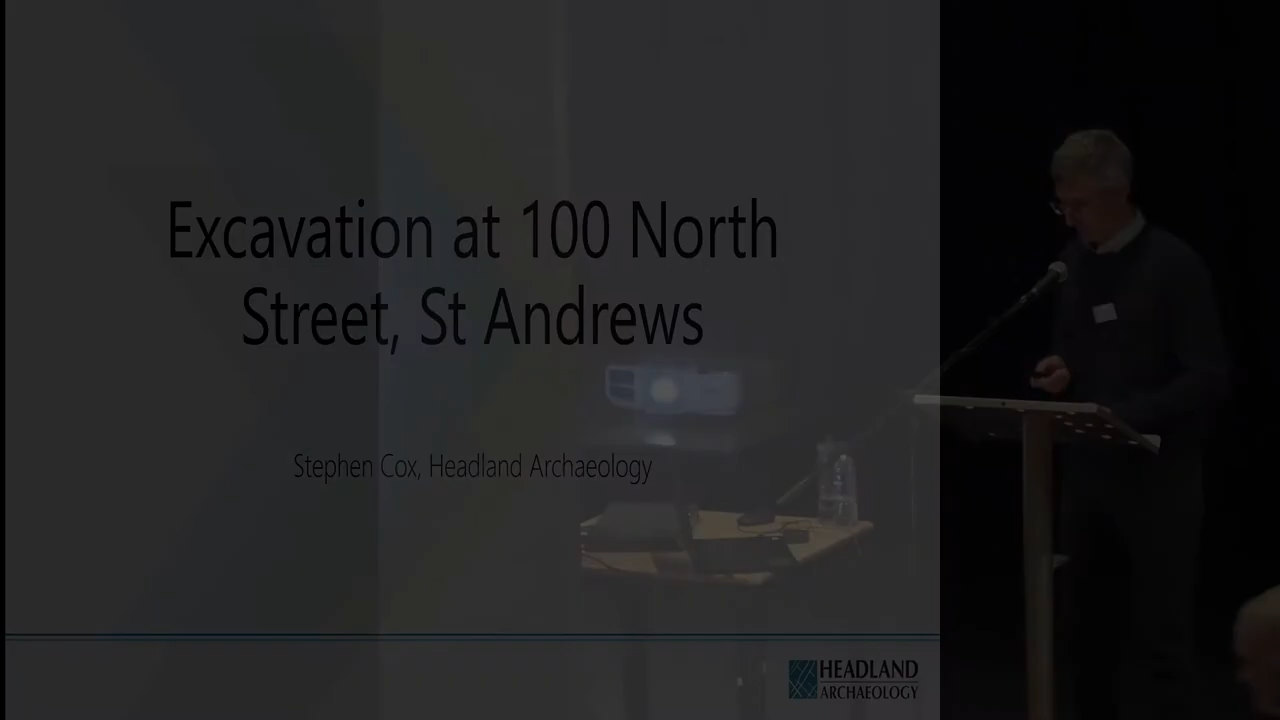 Excavation at 100 North
Street, St Andrews
Stephen Cox, Headland Archaeology
HEADLAND
ARCHAEOLOGY